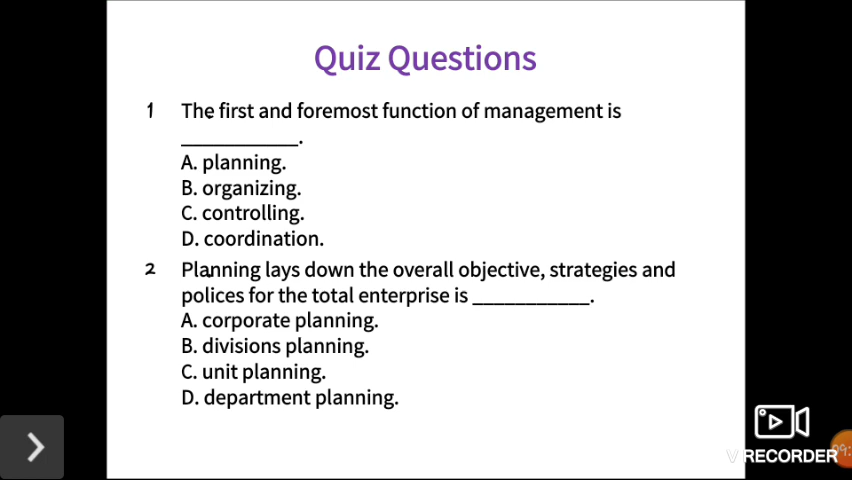 Quiz Questions
1 The first and foremost function of management is
___________.
A. planning.
B. organizing.
C. controlling.
D. coordination.
2 Planning lays down the overall objective, strategies and
polices for the total enterprise is ___________.
A. corporate planning.
B. divisions planning.
C. unit planning.
D. department planning.
V RECORDER